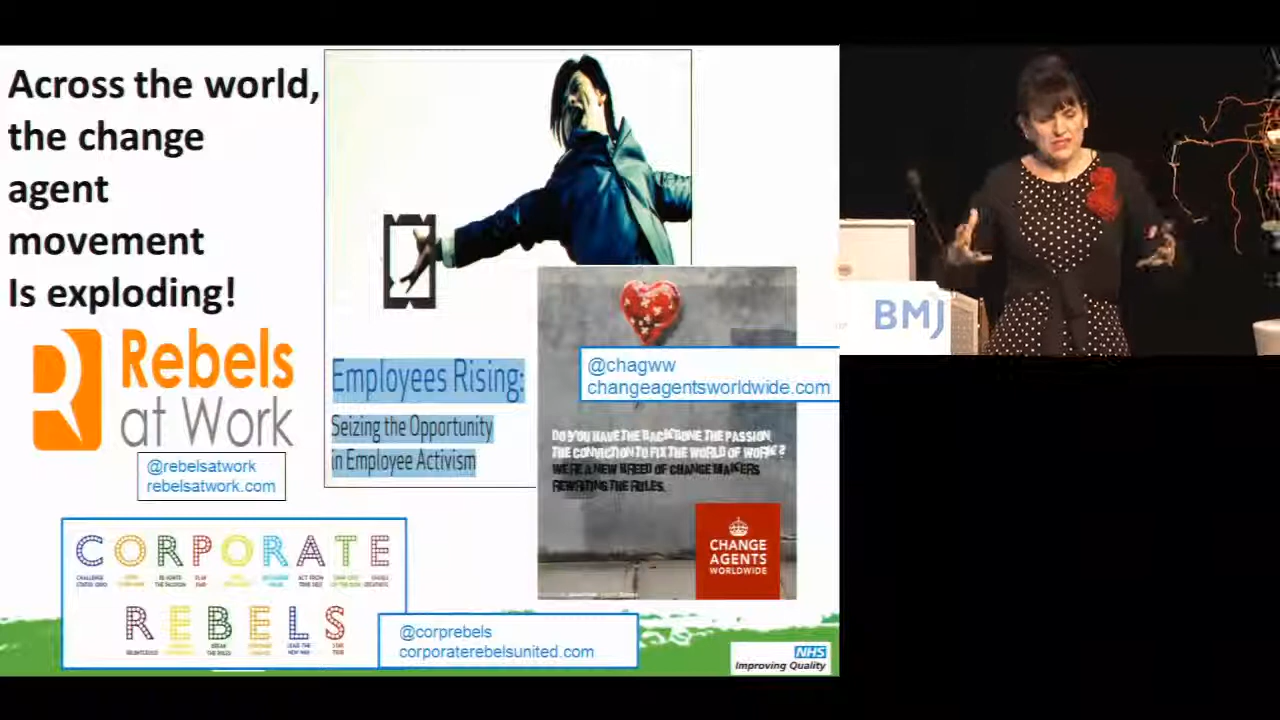 Across the world,
the change
agent
movement
Is exploding!
Rebels
at Work
@rebelsatwork
rebelsatwork.com
Employees Rising:
Seizing the Opportunity
in Employee Activism
@chagww
changeagentsworldwide.com
DO YOU HAVE THE BACKBONE THE PASSION
THE CONVICTION TO FIX THE WORLD OF WORK?
WE'RE A NEW BREED OF CHANGE MAKERS
REWRITING THE RULES.
CHANGE
AGENTS
WORLDWIDE
CORPORATE
REBELS
@corprebels
corporaterebelsunited.com
NHS
Improving Quality
BMJ